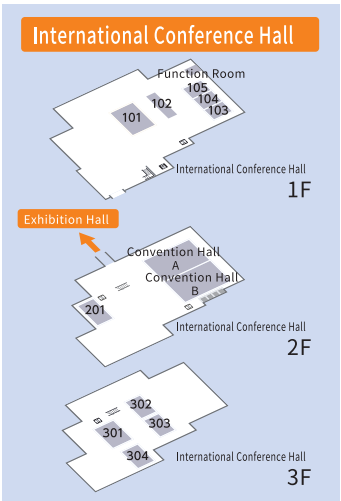 International Conference Hall
Function Room
105
104
103
102
101
International Conference Hall
1F
Exhibition Hall
Convention Hall
A
Convention Hall
B
201
International Conference Hall
2F
302
303
301
304
International Conference Hall
3F